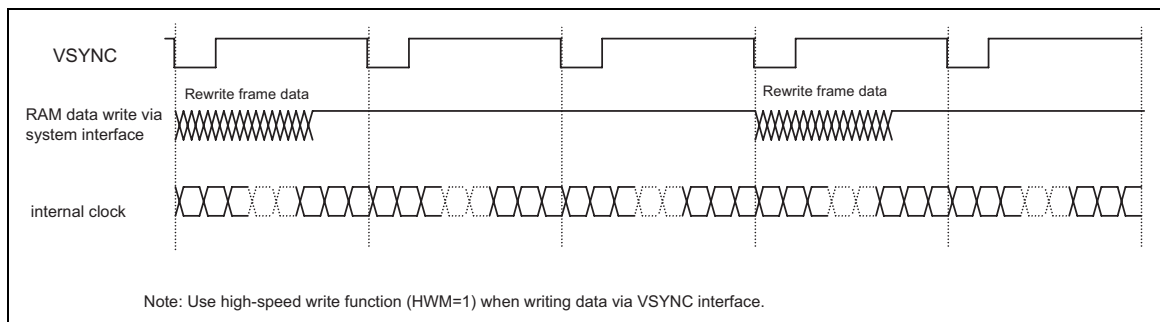 VSYNC
Rewrite frame data
Rewrite frame data
RAM data write via
system interface
internal clock
Note: Use high-speed write function (HWM=1) when writing data via VSYNC interface.